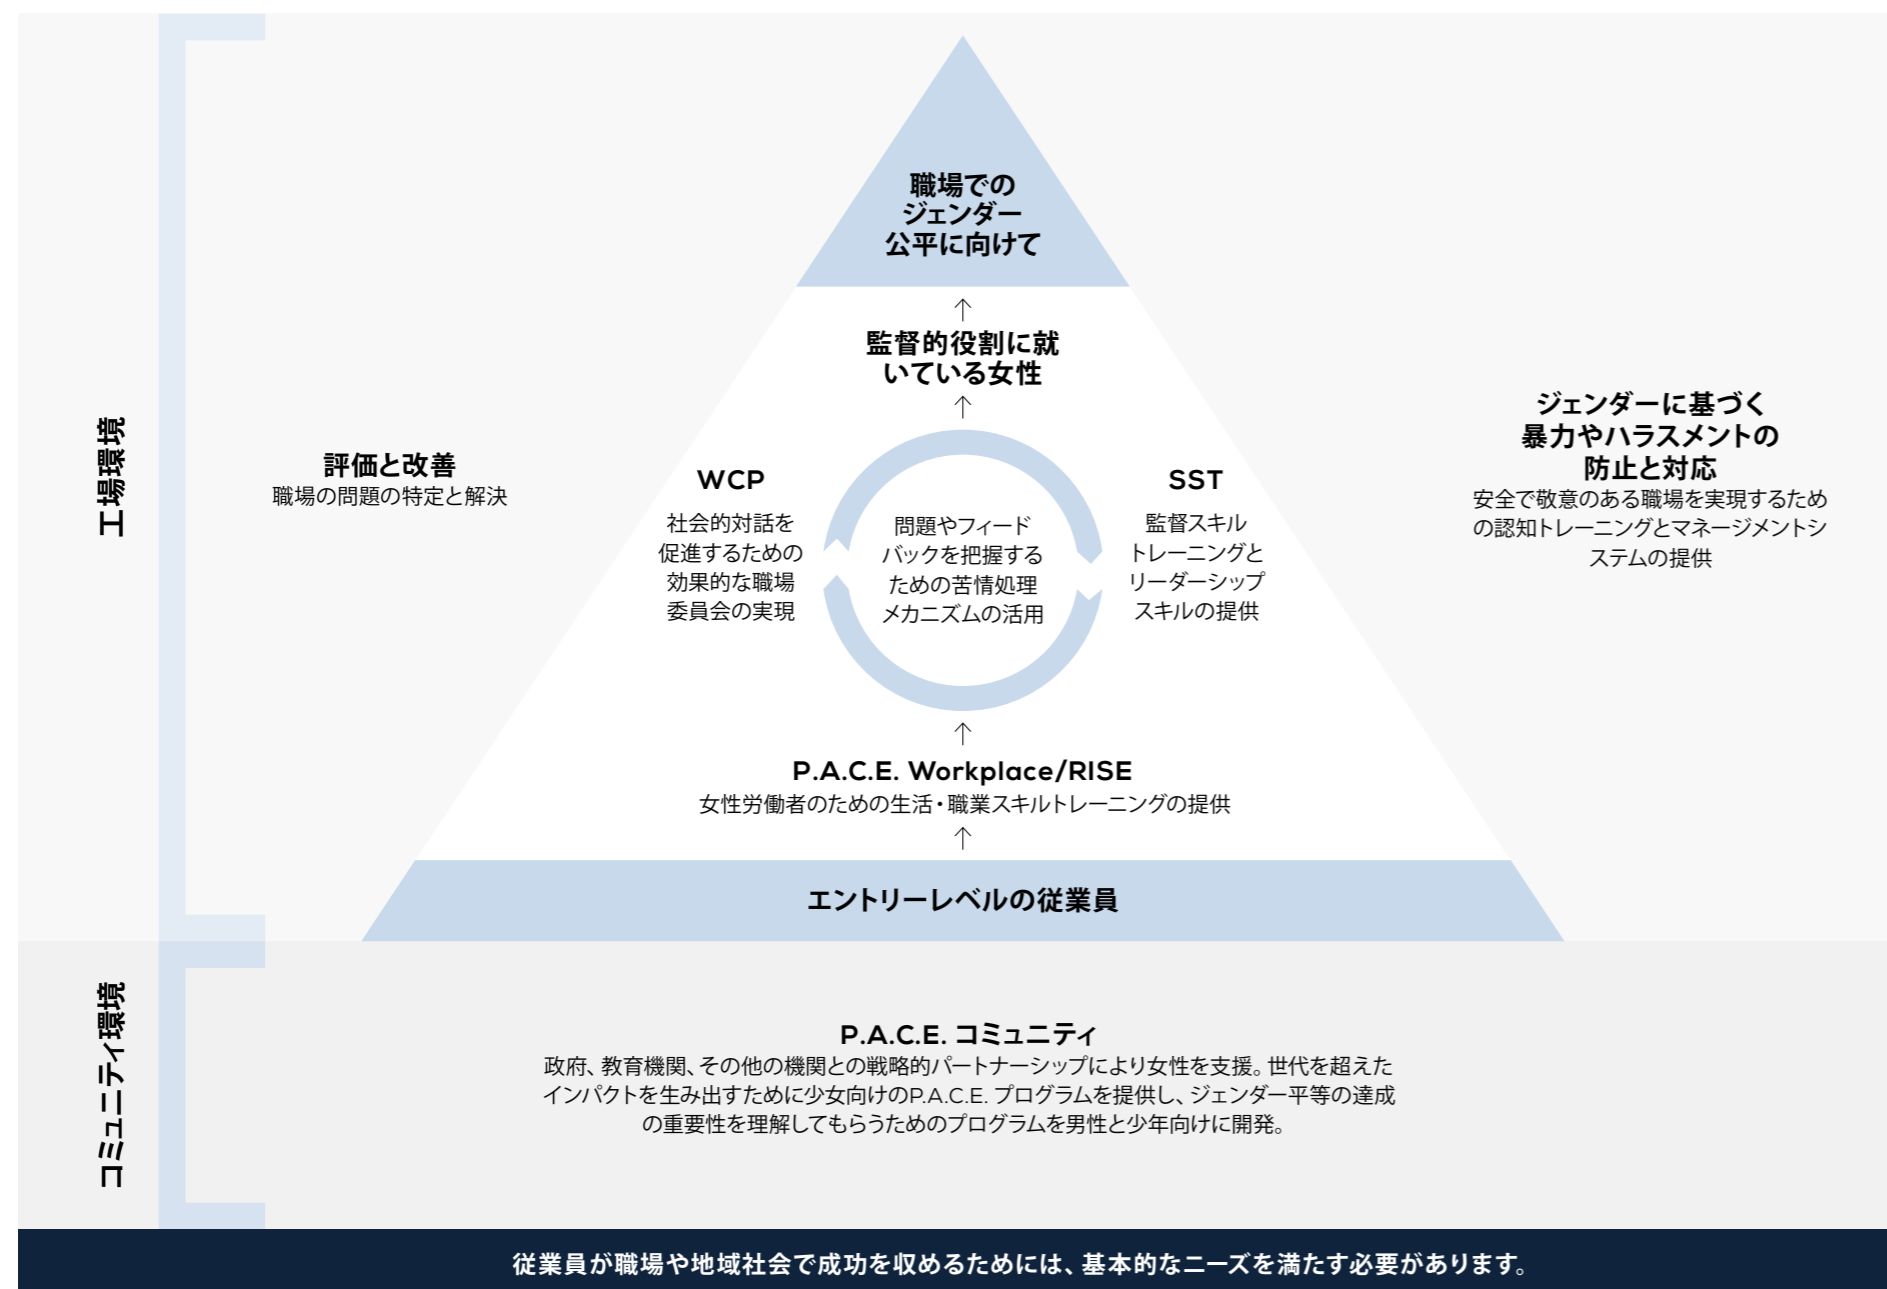 職場での
ジェンダー
公平に向けて
↑
監督的役割に就
いている女性
↑
工場環境
評価と改善
職場の問題の特定と解決
WCP
社会的対話を
促進するための
効果的な職場
委員会の実現
問題やフィード
バックを把握する
ための苦情処理
メカニズムの活用
SST
監督スキル
トレーニングと
リーダーシップ
スキルの提供
ジェンダーに基づく
暴力やハラスメントの
防止と対応
安全で敬意のある職場を実現するため
の認知トレーニングとマネージメントシ
ステムの提供
↑
P.A.C.E. Workplace/RISE
女性労働者のための生活・職業スキルトレーニングの提供
↑
エントリーレベルの従業員
コミュニティ環境
P.A.C.E. コミュニティ
政府、教育機関、その他の機関との戦略的パートナーシップにより女性を支援。世代を超えた
インパクトを生み出すために少女向けのP.A.C.E. プログラムを提供し、ジェンダー平等の達成
の重要性を理解してもらうためのプログラムを男性と少年向けに開発。
従業員が職場や地域社会で成功を収めるためには、基本的なニーズを満たす必要があります。